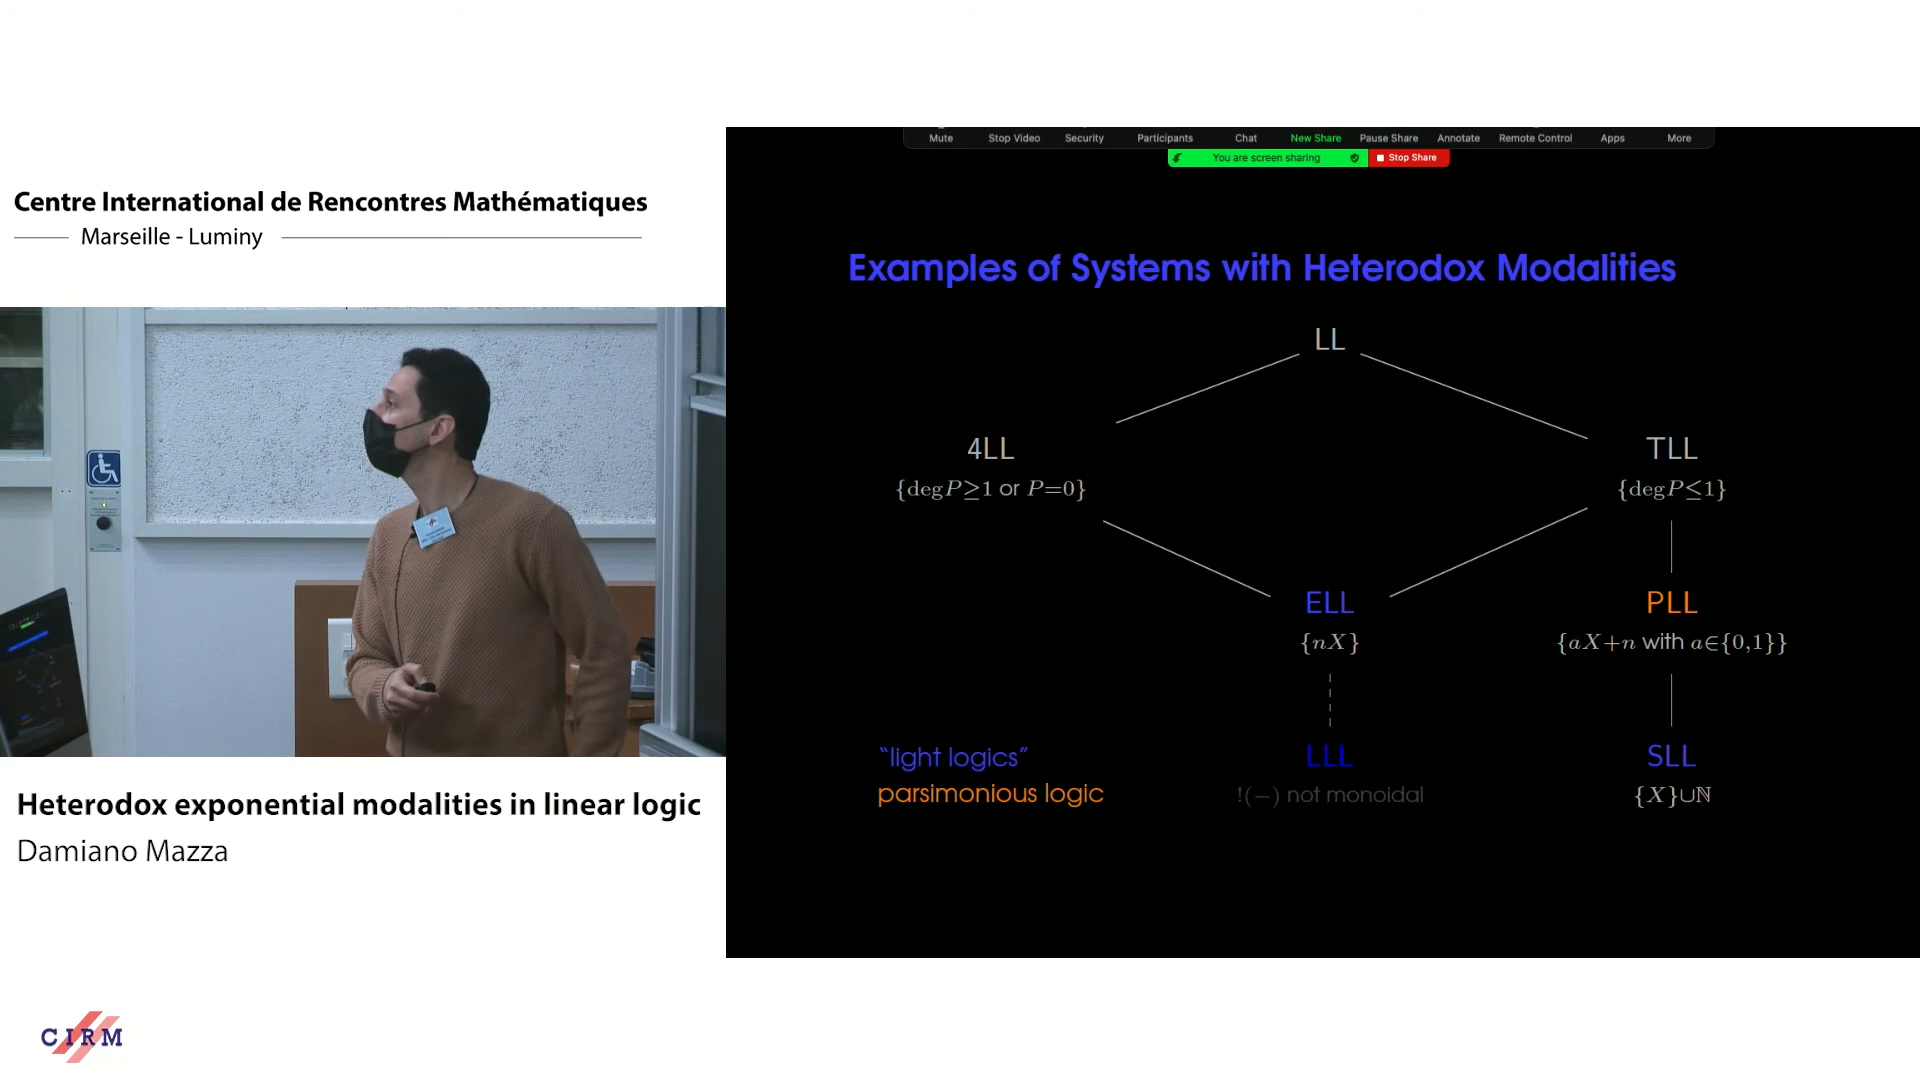 Centre International de Rencontres Mathématiques
Marseille - Luminy
Mute Stop Video Security Participants Chat New Share Pause Share Annotate Remote Control Apps More
You are screen sharing Stop Share
Examples of Systems with Heterodox Modalities
LL
4LL TLL
{degP≥1 or P=0} {degP≤1}
ELL PLL
{nX} {aX+n with a∈{0,1}}
"light logics" LLL SLL
parsimonious logic !(−) not monoidal {X}∪ℕ
Heterodox exponential modalities in linear logic
Damiano Mazza
CIRM